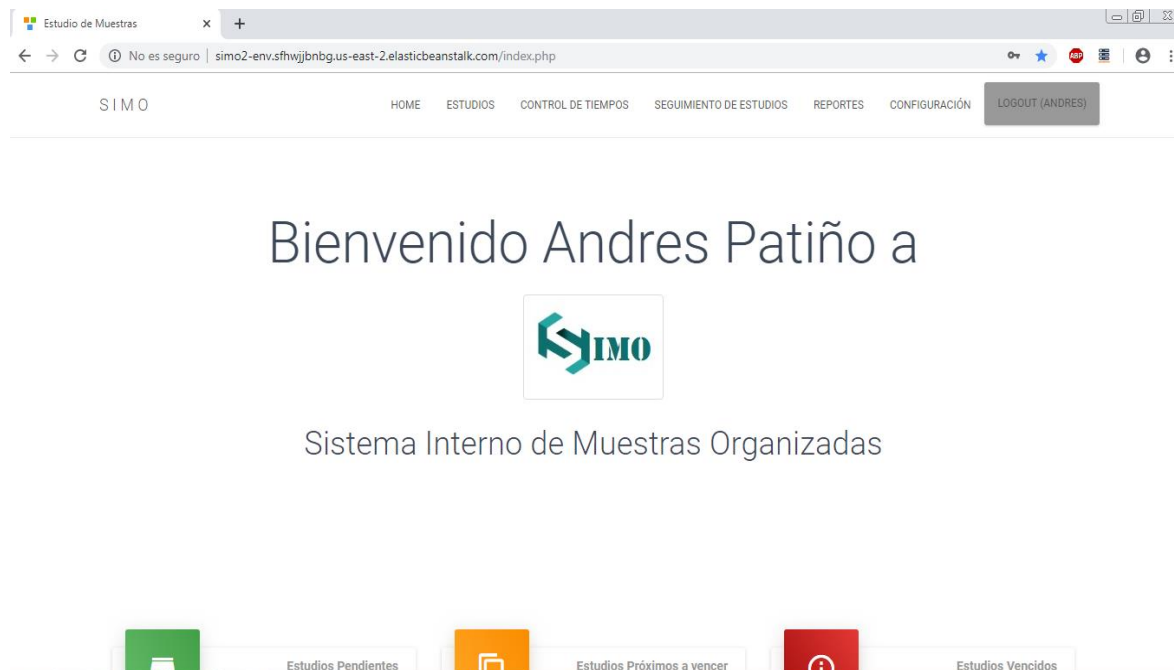 Estudio de Muestras
No es seguro | simo2-env.sfhwjjbnbg.us-east-2.elasticbeanstalk.com/index.php
ABP
SIMO HOME ESTUDIOS CONTROL DE TIEMPOS SEGUIMIENTO DE ESTUDIOS REPORTES CONFIGURACIÓN LOGOUT (ANDRES)
Bienvenido Andres Patiño a
SIMO
Sistema Interno de Muestras Organizadas
Estudios Pendientes
Estudios Próximos a vencer
Estudios Vencidos